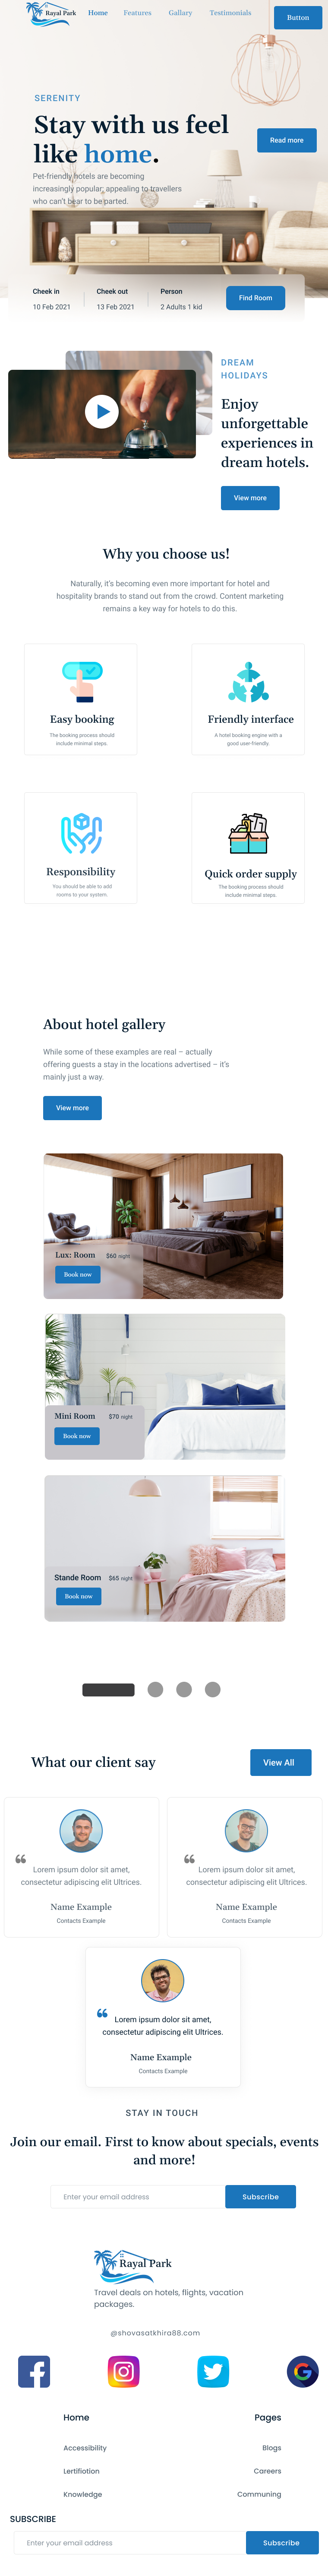 Rayal Park
Home Features Gallary Testimonials
Button
SERENITY
Stay with us feel
like home.
Pet-friendly hotels are becoming
increasingly popular, appealing to travellers
who can't bear to be parted.
Read more
Cheek in
10 Feb 2021
Cheek out
13 Feb 2021
Person
2 Adults 1 kid
Find Room
DREAM
HOLIDAYS
Enjoy
unforgettable
experiences in
dream hotels.
View more
Why you choose us!
Naturally, it's becoming even more important for hotel and
hospitality brands to stand out from the crowd. Content marketing
remains a key way for hotels to do this.
Easy booking
The booking process should
include minimal steps.
Friendly interface
A hotel booking engine with a
good user-friendly.
Responsibility
You should be able to add
rooms to your system.
Quick order supply
The booking process should
include minimal steps.
About hotel gallery
While some of these examples are real – actually
offering guests a stay in the locations advertised – it's
mainly just a way.
View more
Lux: Room $60 night
Book now
Mini Room $70 night
Book now
Stande Room $65 night
Book now
What our client say
View All
Lorem ipsum dolor sit amet,
consectetur adipiscing elit Ultrices.
Name Example
Contacts Example
Lorem ipsum dolor sit amet,
consectetur adipiscing elit Ultrices.
Name Example
Contacts Example
Lorem ipsum dolor sit amet,
consectetur adipiscing elit Ultrices.
Name Example
Contacts Example
STAY IN TOUCH
Join our email. First to know about specials, events
and more!
Enter your email address
Subscribe
Rayal Park
Travel deals on hotels, flights, vacation
packages.
@shovasatkhira88.com
Home
Accessibility
Lertifiotion
Knowledge
Pages
Blogs
Careers
Communing
SUBSCRIBE
Enter your email address
Subscribe